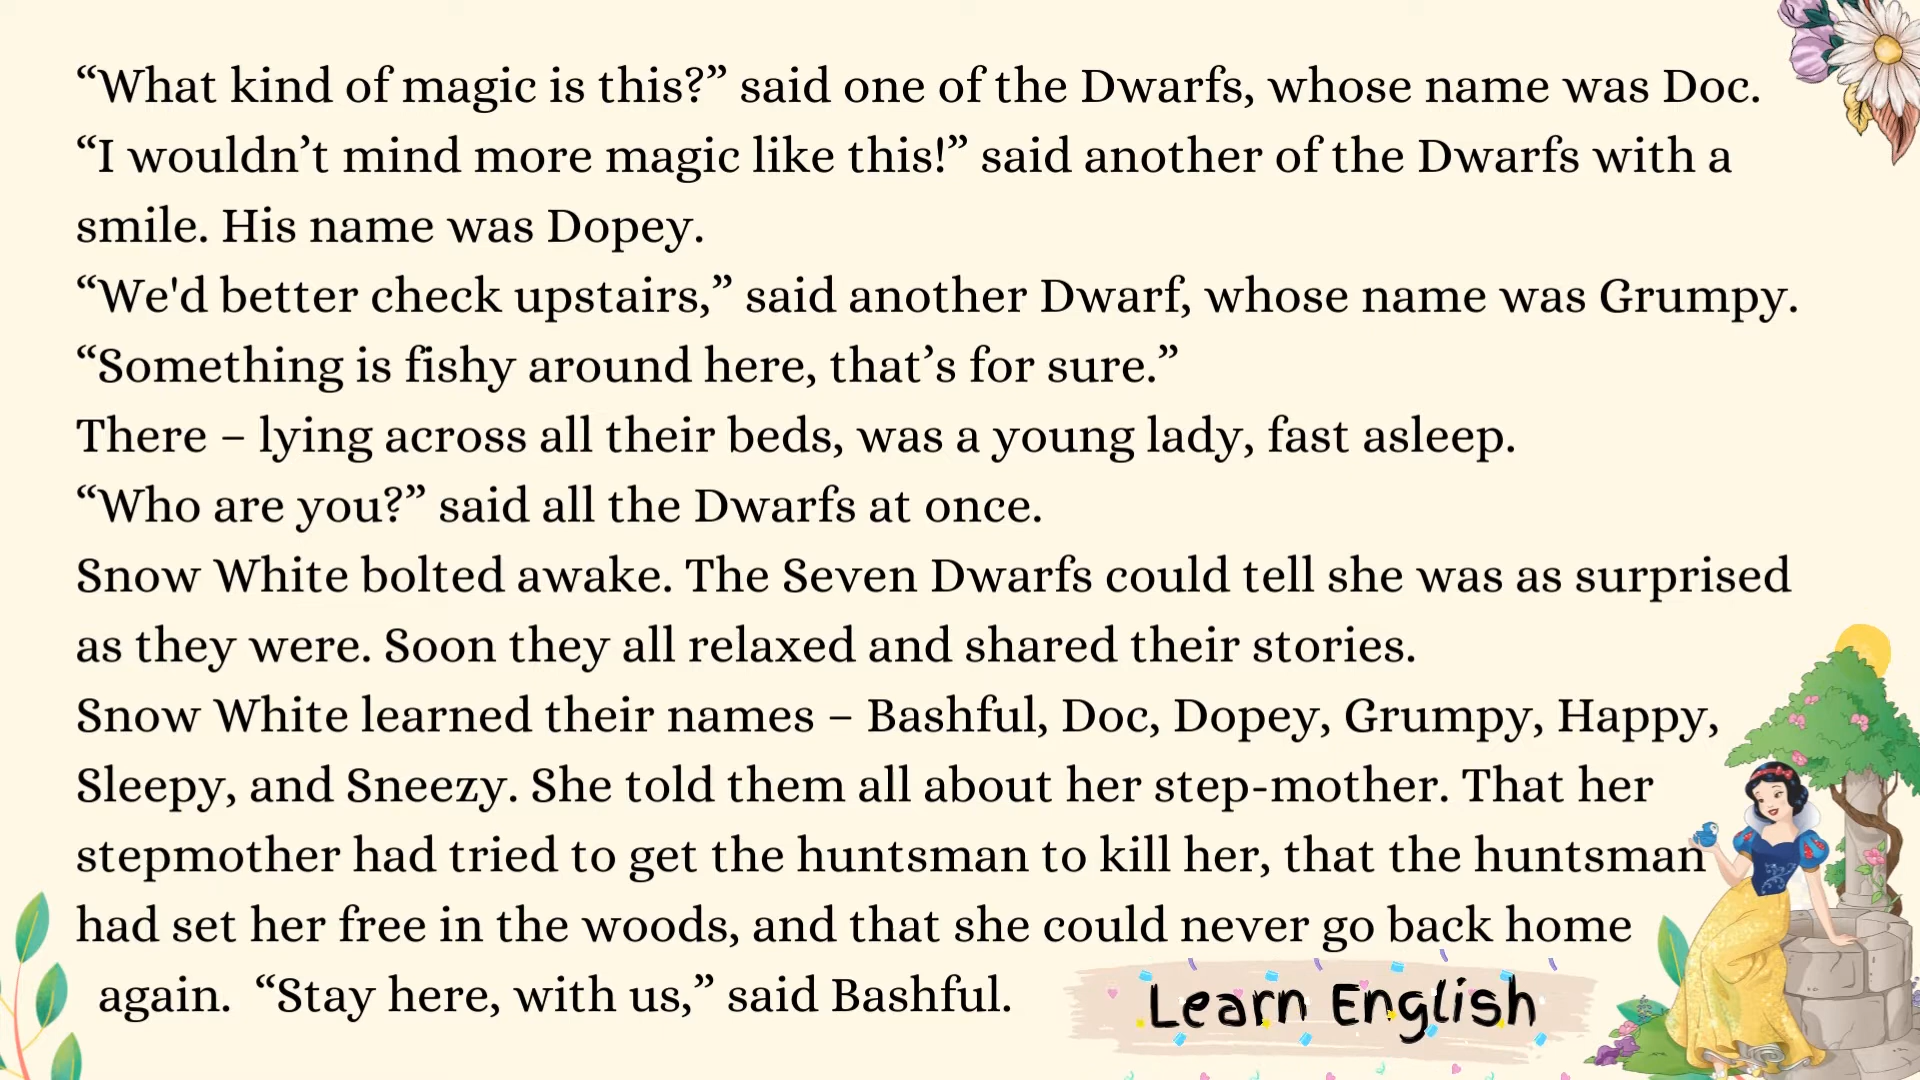 “What kind of magic is this?” said one of the Dwarfs, whose name was Doc.
“I wouldn’t mind more magic like this!” said another of the Dwarfs with a
smile. His name was Dopey.
“We'd better check upstairs,” said another Dwarf, whose name was Grumpy.
“Something is fishy around here, that’s for sure.”
There – lying across all their beds, was a young lady, fast asleep.
“Who are you?” said all the Dwarfs at once.
Snow White bolted awake. The Seven Dwarfs could tell she was as surprised
as they were. Soon they all relaxed and shared their stories.
Snow White learned their names – Bashful, Doc, Dopey, Grumpy, Happy,
Sleepy, and Sneezy. She told them all about her step-mother. That her
stepmother had tried to get the huntsman to kill her, that the huntsman
had set her free in the woods, and that she could never go back home
again.  “Stay here, with us,” said Bashful.
Learn English